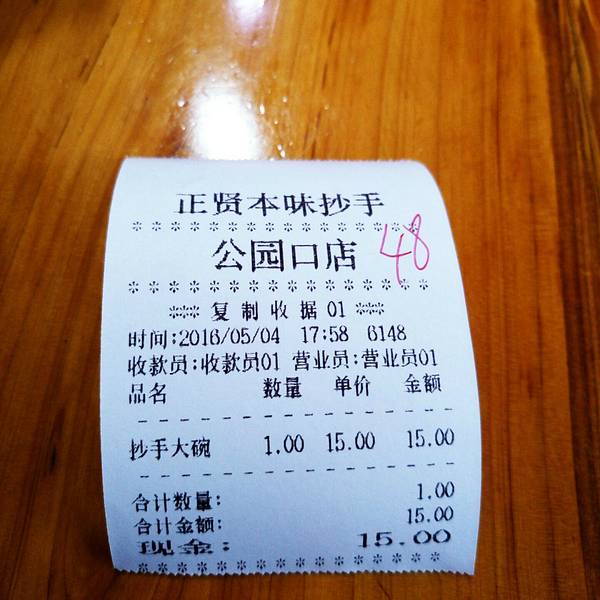 正贤本味抄手
* * * * * * * * * * * * * * * * * * * * * *
公园口店 48
* * * * * * * * * * * * * * * * * * * * * *
*** 复制收据 01 ***
时间:2016/05/04 17:58 6148
收款员:收款员01 营业员:营业员01
品名 数量 单价 金额
- - - - - - - - - - - - - - - - - - - -
抄手大碗 1.00 15.00 15.00
- - - - - - - - - - - - - - - - - - - -
合计数量: 1.00
合计金额: 15.00
现金: 15.00
* * * * * * * * * * * * * * * * * * * * * *